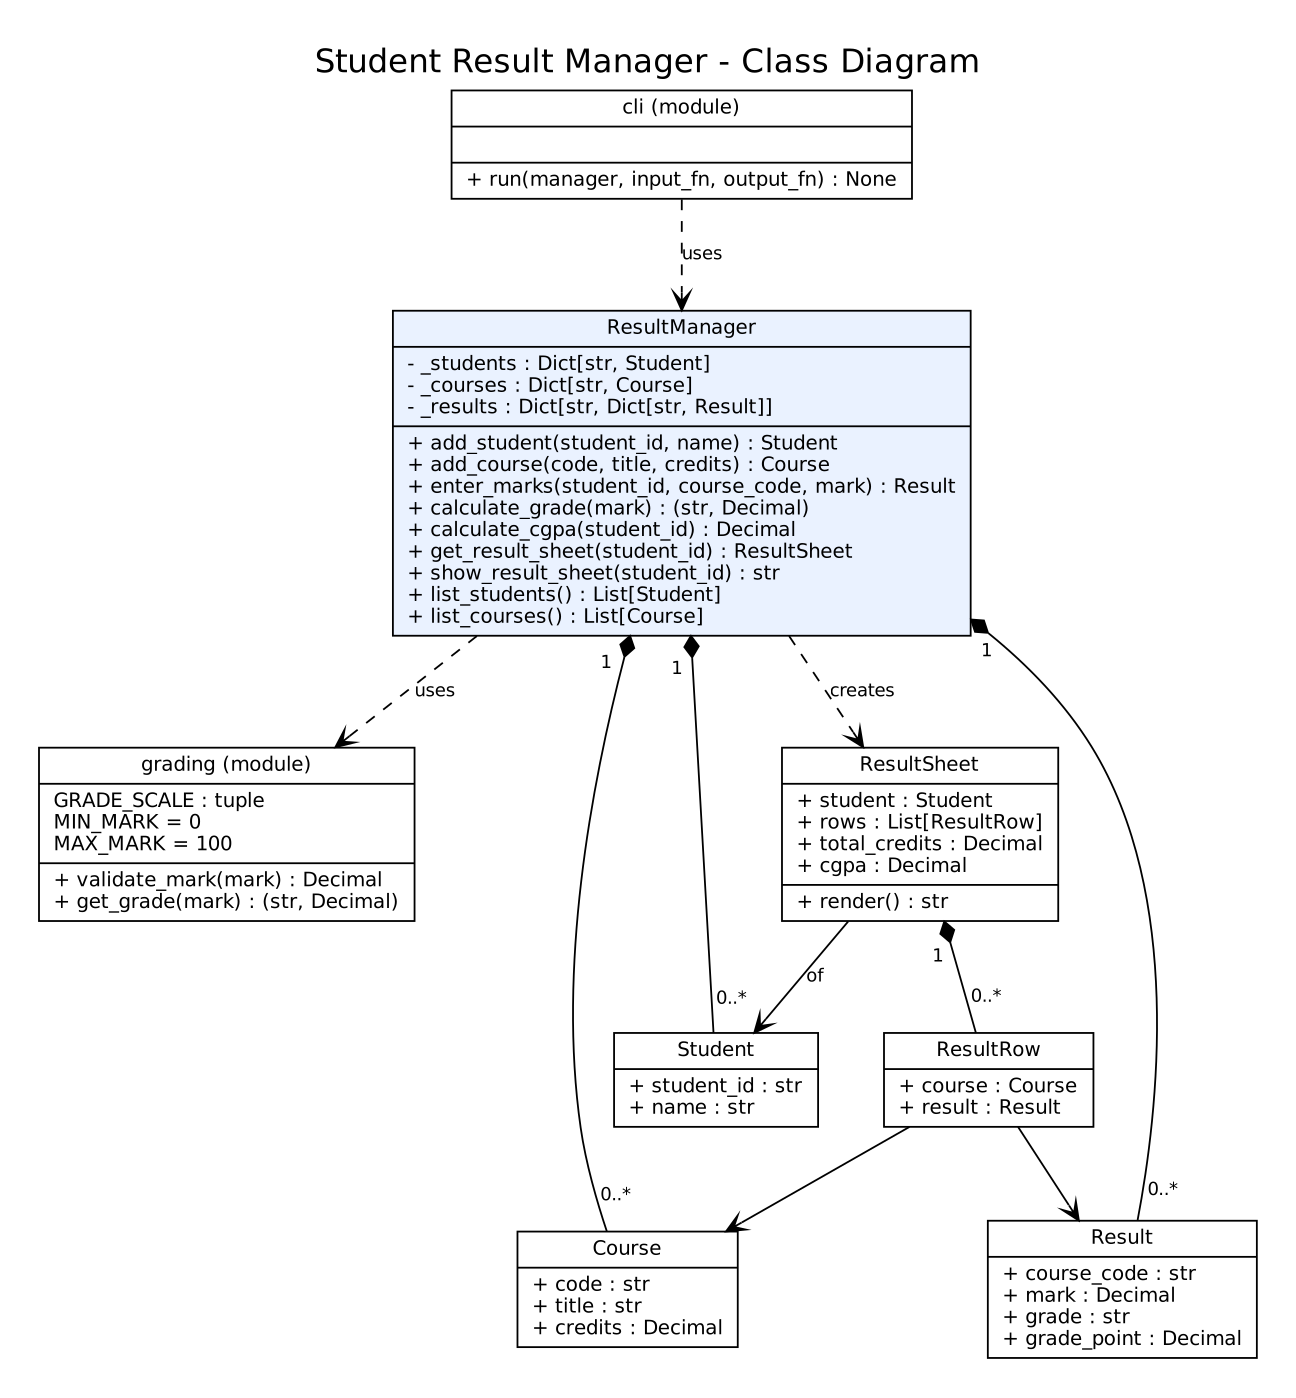 Student Result Manager - Class Diagram
cli (module)
+ run(manager, input_fn, output_fn) : None
uses
ResultManager
- _students : Dict[str, Student]
- _courses : Dict[str, Course]
- _results : Dict[str, Dict[str, Result]]
+ add_student(student_id, name) : Student
+ add_course(code, title, credits) : Course
+ enter_marks(student_id, course_code, mark) : Result
+ calculate_grade(mark) : (str, Decimal)
+ calculate_cgpa(student_id) : Decimal
+ get_result_sheet(student_id) : ResultSheet
+ show_result_sheet(student_id) : str
+ list_students() : List[Student]
+ list_courses() : List[Course]
1
1
1
uses
creates
grading (module)
GRADE_SCALE : tuple
MIN_MARK = 0
MAX_MARK = 100
+ validate_mark(mark) : Decimal
+ get_grade(mark) : (str, Decimal)
ResultSheet
+ student : Student
+ rows : List[ResultRow]
+ total_credits : Decimal
+ cgpa : Decimal
+ render() : str
1
of
0..*
0..*
Student
+ student_id : str
+ name : str
ResultRow
+ course : Course
+ result : Result
0..*
0..*
Course
+ code : str
+ title : str
+ credits : Decimal
Result
+ course_code : str
+ mark : Decimal
+ grade : str
+ grade_point : Decimal